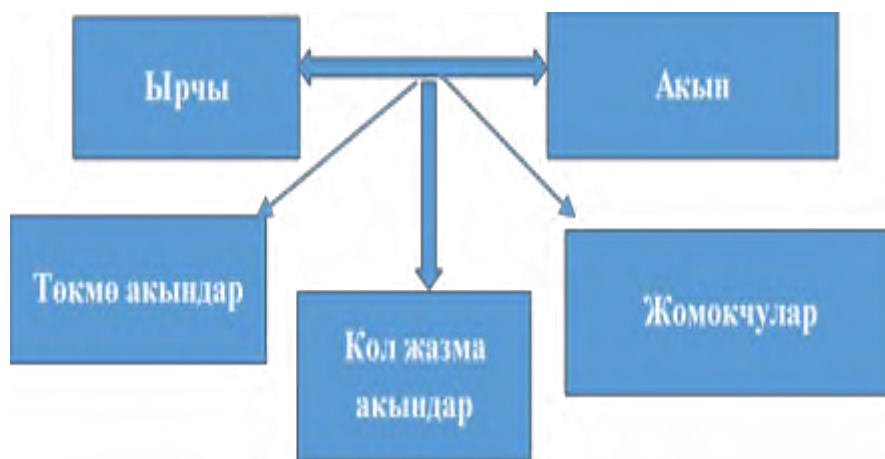 Ырчы
Акын
Төкмө акындар
Кол жазма
акындар
Жомокчулар